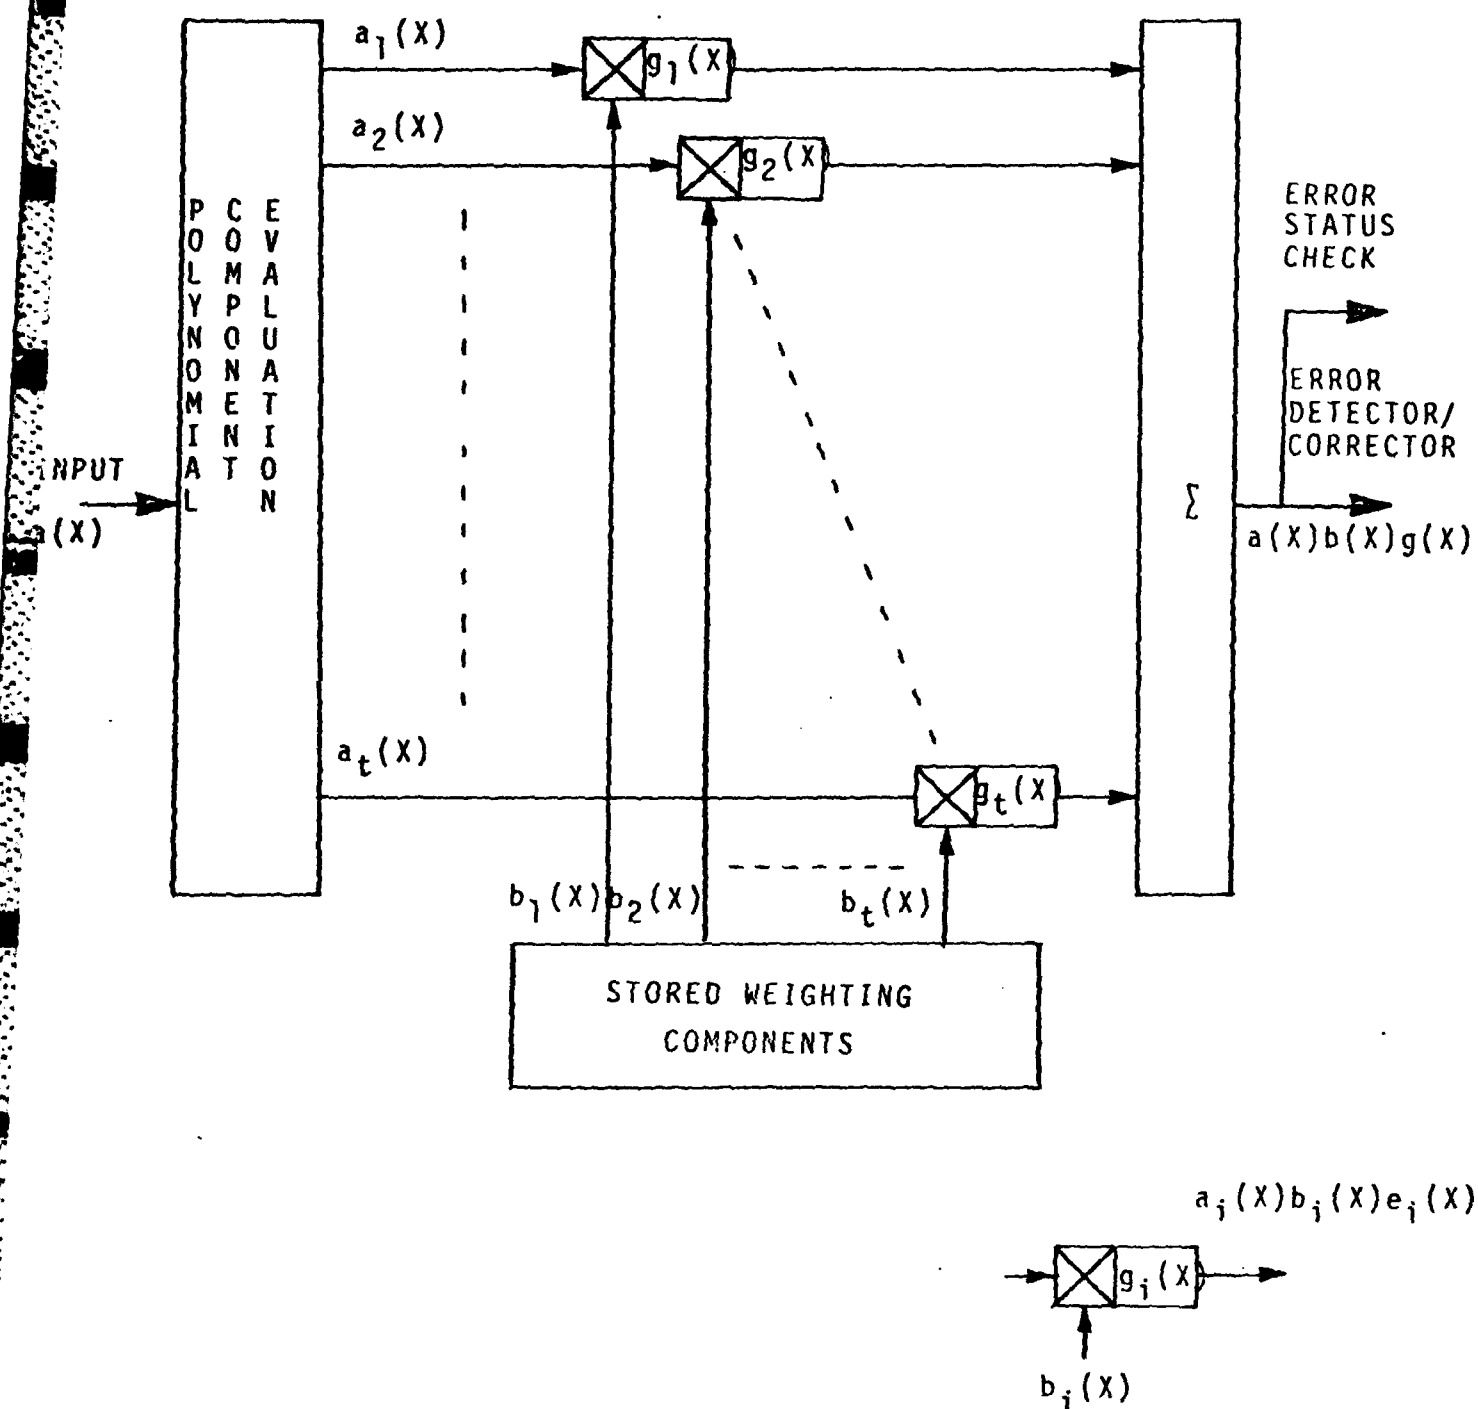 a₁(X)
g₁(X)
a₂(X)
g₂(X)
POLYNOMIAL
COMPONENT
EVALUATION
ERROR
STATUS
CHECK
ERROR
DETECTOR/
CORRECTOR
INPUT
a(X)
Σ
a(X)b(X)g(X)
aₜ(X)
gₜ(X)
b₁(X) b₂(X)
bₜ(X)
STORED WEIGHTING
COMPONENTS
aᵢ(X)bᵢ(X)eᵢ(X)
gᵢ(X)
bᵢ(X)